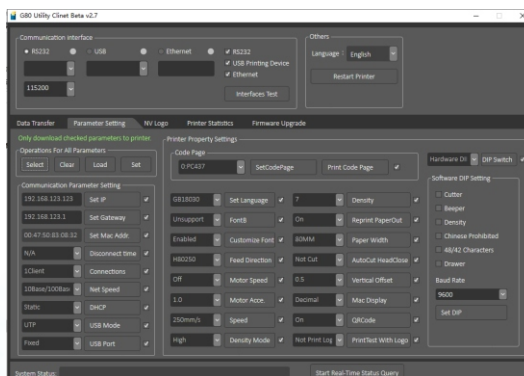 G80 Utility Clinet Beta v2.7
Communication interface
RS232
USB
Ethernet
RS232
USB Printing Device
Ethernet
115200
Interfaces Test
Others
Language :
English
Restart Printer
Data Transfer
Parameter Setting
NV Logo
Printer Statistics
Firmware Upgrade
Only download checked parameters to printer.
Operations For All Parameters
Select
Clear
Load
Set
Communication Parameter Setting
192.168.123.123
Set IP
192.168.123.1
Set Gateway
00:47:50:83:08:32
Set Mac Addr.
N/A
Disconnect time
1Client
Connections
10Base/100Bas
Net Speed
Static
DHCP
UTP
USB Mode
Fixed
USB Port
Printer Property Settings
Code Page
0:PC437
SetCodePage
Print Code Page
GB18030
Set Language
7
Density
Unsupport
FontB
On
Reprint PaperOut
Enabled
Customize Font
80MM
Paper Width
H80250
Feed Direction
Not Cut
AutoCut HeadClose
Off
Motor Speed
0.5
Vertical Offset
1.0
Motor Acce.
Decimal
Mac Display
250mm/s
Speed
On
QRCode
High
Density Mode
Not Print Log
PrintTest With Logo
Hardware DI
DIP Switch
Software DIP Setting
Cutter
Beeper
Density
Chinese Prohibited
48/42 Characters
Drawer
Baud Rate
9600
Set DIP
System Status:
Start Real-Time Status Query